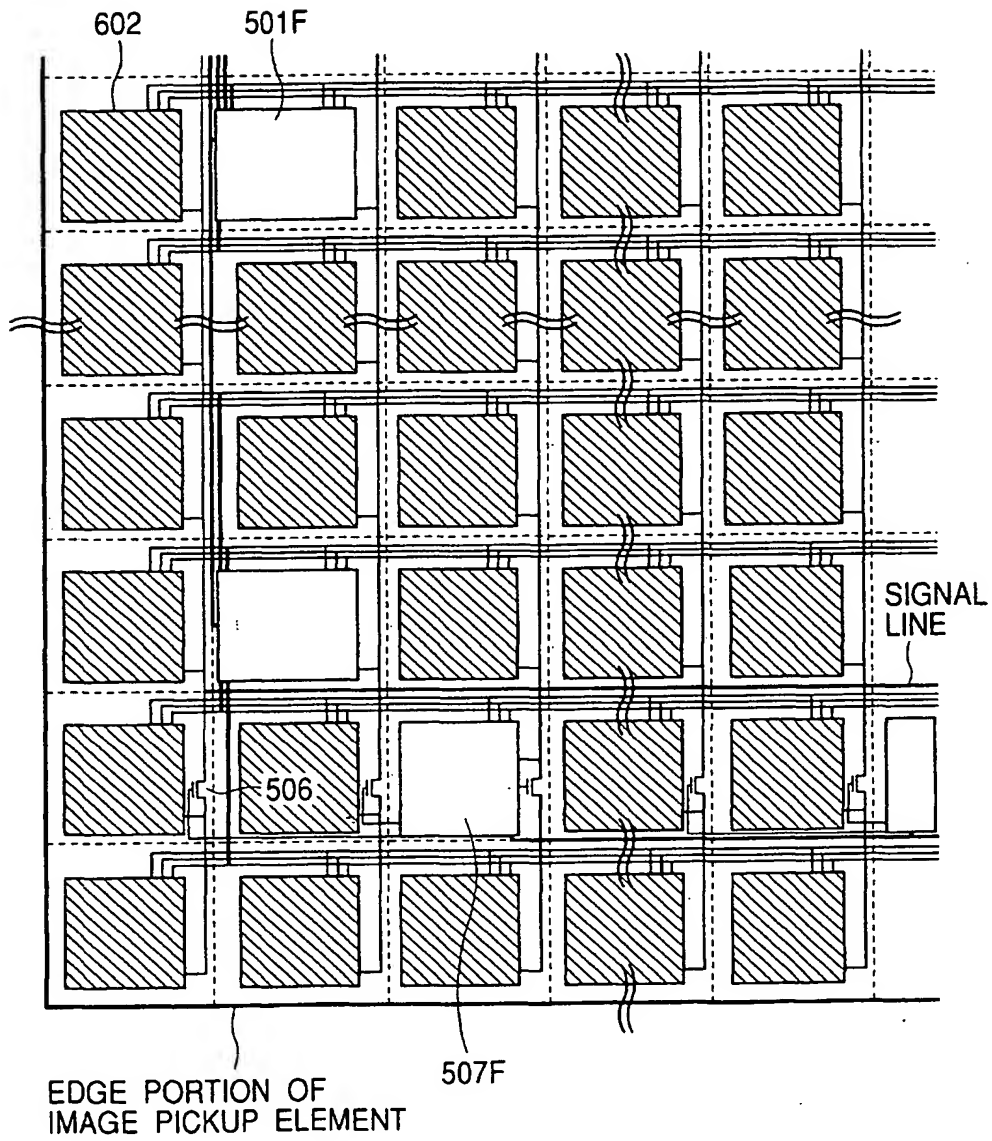 602
501F
SIGNAL
LINE
506
507F
EDGE PORTION OF
IMAGE PICKUP ELEMENT